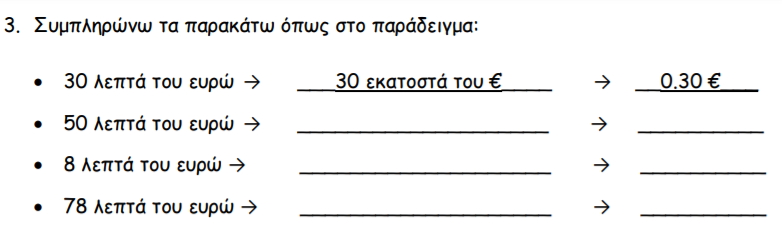 3. Συμπληρώνω τα παρακάτω όπως στο παράδειγμα:
• 30 λεπτά του ευρώ → ___30 εκατοστά του €____ → __0.30 €___
• 50 λεπτά του ευρώ → ____________________ → __________
• 8 λεπτά του ευρώ → ____________________ → __________
• 78 λεπτά του ευρώ → ____________________ → __________